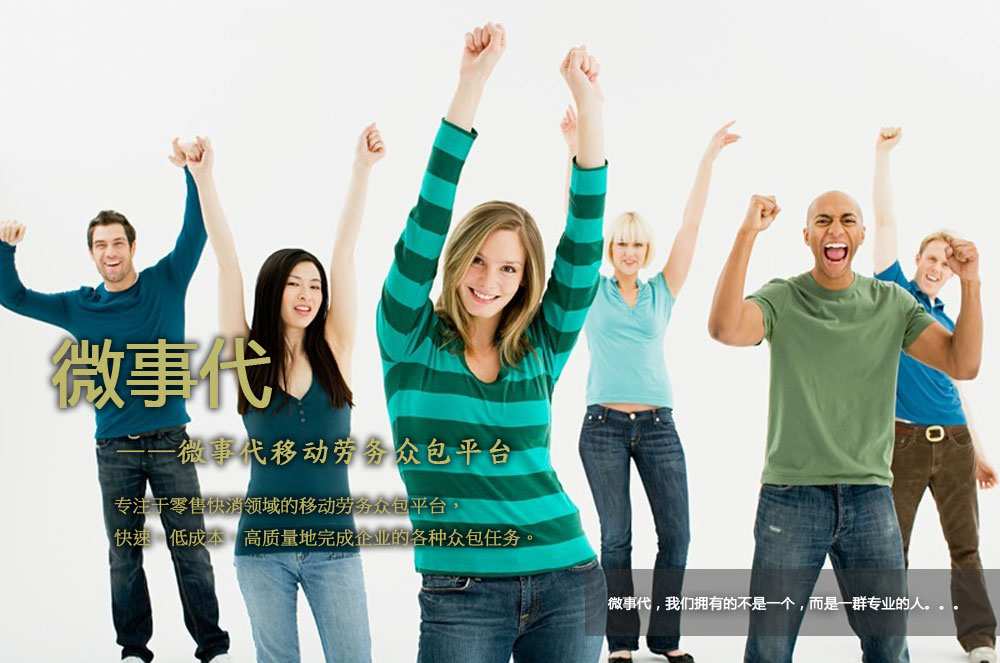 微事代
——微事代移动劳务众包平台
专注于零售快消领域的移动劳务众包平台，
快速、低成本、高质量地完成企业的各种众包任务。
微事代，我们拥有的不是一个，而是一群专业的人。。。